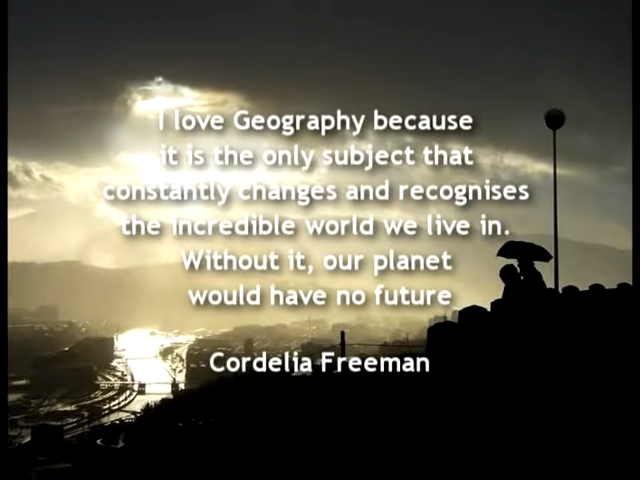 I love Geography because
it is the only subject that
constantly changes and recognises
the incredible world we live in.
Without it, our planet
would have no future
Cordelia Freeman